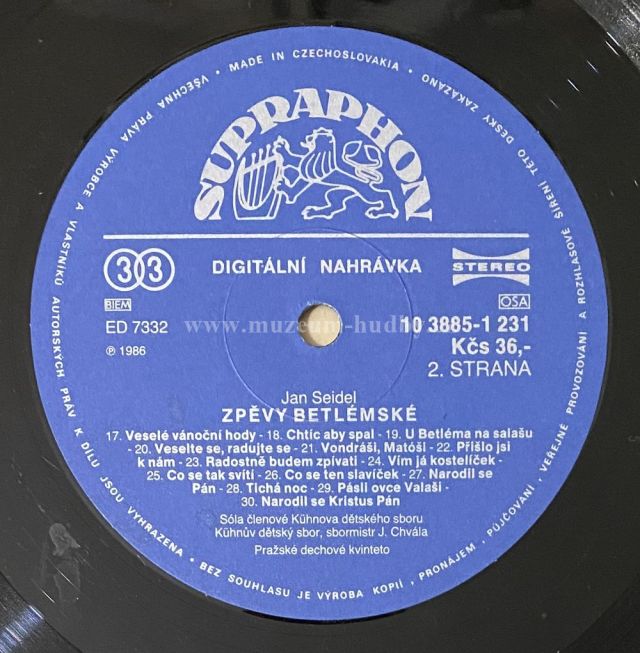 VŠECHNA PRÁVA VÝROBCE A VLASTNÍKŮ AUTORSKÝCH PRÁV K DÍLU JSOU VYHRAZENA • BEZ SOUHLASU JE VÝROBA KOPIÍ, PRONÁJEM, PŮJČOVÁNÍ, VEŘEJNÉ PROVOZOVÁNÍ A ROZHLASOVÉ ŠÍŘENÍ TÉTO DESKY ZAKÁZÁNO • MADE IN CZECHOSLOVAKIA •
SUPRAPHON
33 DIGITÁLNÍ NAHRÁVKA STEREO
BIEM OSA
ED 7332 www.muzeum-hudby 10 3885-1 231
Ⓟ 1986 Kčs 36,-
2. STRANA
Jan Seidel
ZPĚVY BETLÉMSKÉ
17. Veselé vánoční hody - 18. Chtíc aby spal - 19. U Betléma na salašu
- 20. Veselte se, radujte se - 21. Vondráši, Matóši - 22. Přišlo jsi
k nám - 23. Radostně budem zpívati - 24. Vím já kostelíček -
25. Co se tak svítí - 26. Co se ten slavíček - 27. Narodil se
Pán - 28. Tichá noc - 29. Pásli ovce Valaši -
30. Narodil se Kristus Pán
Sóla členové Kühnova dětského sboru
Kühnův dětský sbor, sbormistr J. Chvála
Pražské dechové kvinteto